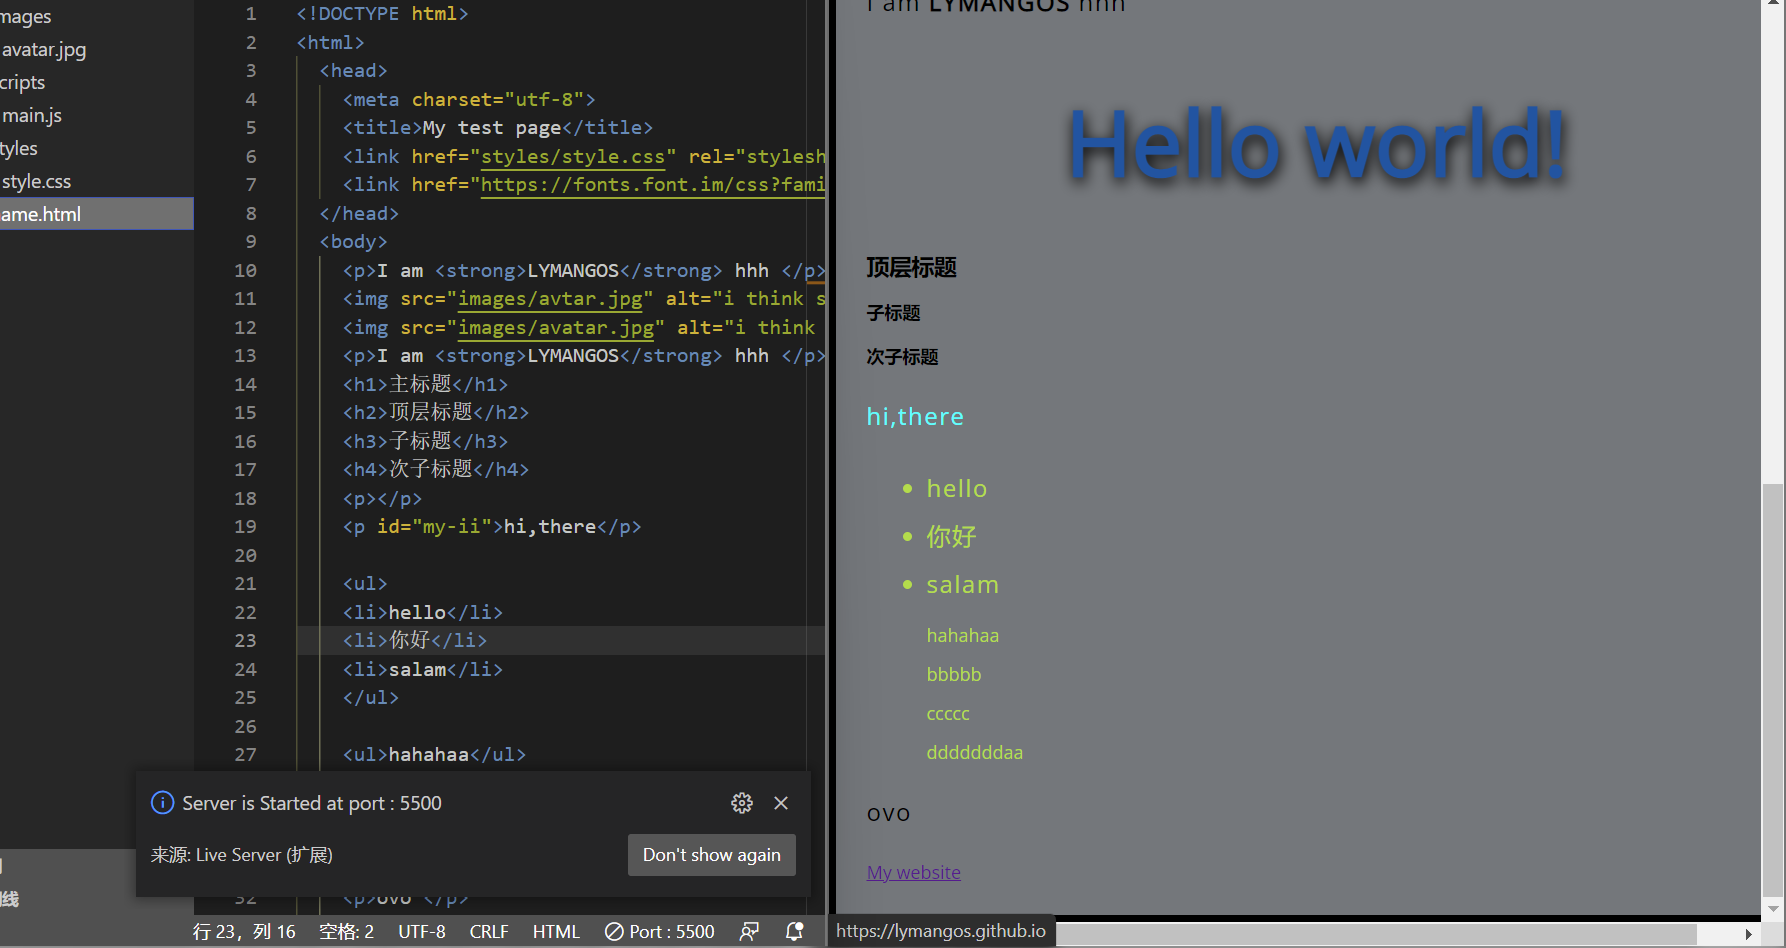 mages
avatar.jpg
cripts
main.js
tyles
style.css
ame.html
1 <!DOCTYPE html>
2 <html>
3 <head>
4 <meta charset="utf-8">
5 <title>My test page</title>
6 <link href="styles/style.css" rel="stylesh
7 <link href="https://fonts.font.im/css?fami
8 </head>
9 <body>
10 <p>I am <strong>LYMANGOS</strong> hhh </p>
11 <img src="images/avtar.jpg" alt="i think s
12 <img src="images/avatar.jpg" alt="i think
13 <p>I am <strong>LYMANGOS</strong> hhh </p>
14 <h1>主标题</h1>
15 <h2>顶层标题</h2>
16 <h3>子标题</h3>
17 <h4>次子标题</h4>
18 <p></p>
19 <p id="my-ii">hi,there</p>
20
21 <ul>
22 <li>hello</li>
23 <li>你好</li>
24 <li>salam</li>
25 </ul>
26
27 <ul>hahahaa</ul>
32 <p>ovo </p>
Server is Started at port : 5500
来源: Live Server (扩展)
Don't show again
线
行 23，列 16 空格: 2 UTF-8 CRLF HTML Port : 5500
I am LYMANGOS hhh
Hello world!
顶层标题
子标题
次子标题
hi,there
• hello
• 你好
• salam
hahahaa
bbbbb
ccccc
dddddddaa
ovo
My website
https://lymangos.github.io